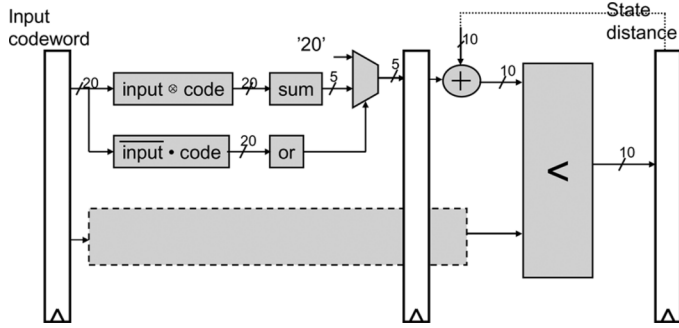 Input
codeword
State
distance
'20'
10
20
input ⊗ code
20
sum
5
5
+
10
input • code
20
or
<
10